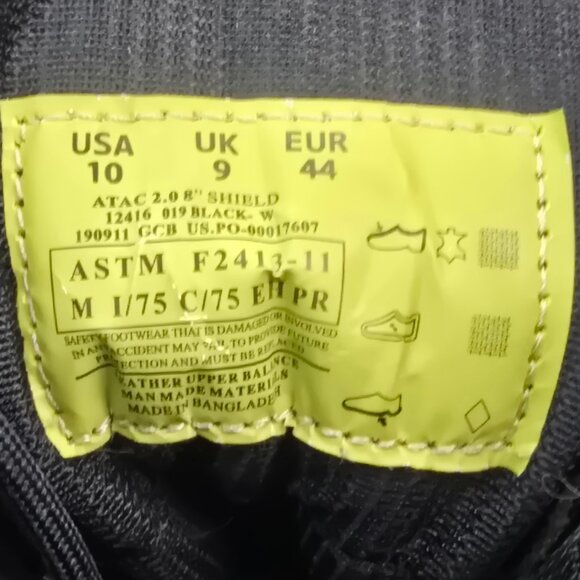 USA UK EUR
10 9 44
ATAC 2.0 8" SHIELD
12416 019 BLACK- W
190911 GCB US.PO-00017607
ASTM F2413-11
M I/75 C/75 EH PR
SAFETY FOOTWEAR THAT IS DAMAGED OR INVOLVED
IN ANY ACCIDENT MAY FAIL TO PROVIDE FUTURE
PROTECTION AND MUST BE REPLACED
LEATHER UPPER BALANCE
MAN MADE MATERIALS
MADE IN BANGLADESH